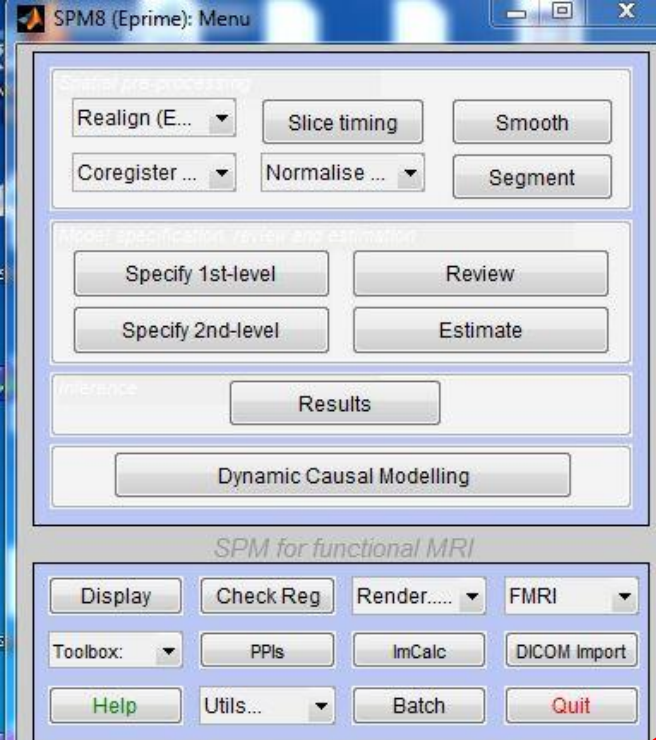 SPM8 (Eprime): Menu
Spatial pre-processing
Realign (E... Slice timing Smooth
Coregister ... Normalise ... Segment
Model specification, review and estimation
Specify 1st-level Review
Specify 2nd-level Estimate
Inference
Results
Dynamic Causal Modelling
SPM for functional MRI
Display Check Reg Render..... FMRI
Toolbox: PPIs ImCalc DICOM Import
Help Utils... Batch Quit